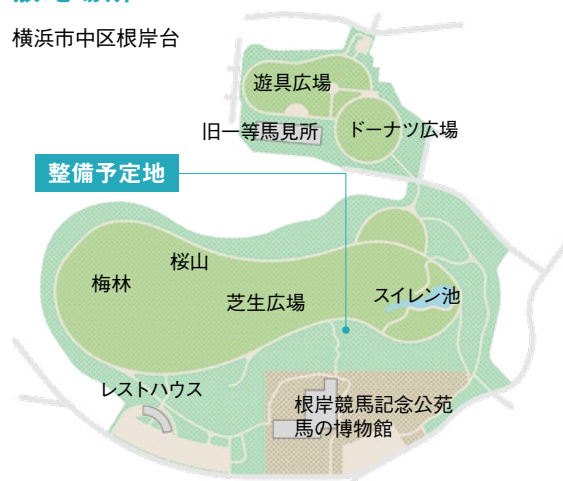 横浜市中区根岸台
遊具広場
旧一等馬見所
ドーナツ広場
整備予定地
桜山
梅林
芝生広場
スイレン池
レストハウス
根岸競馬記念公苑
馬の博物館